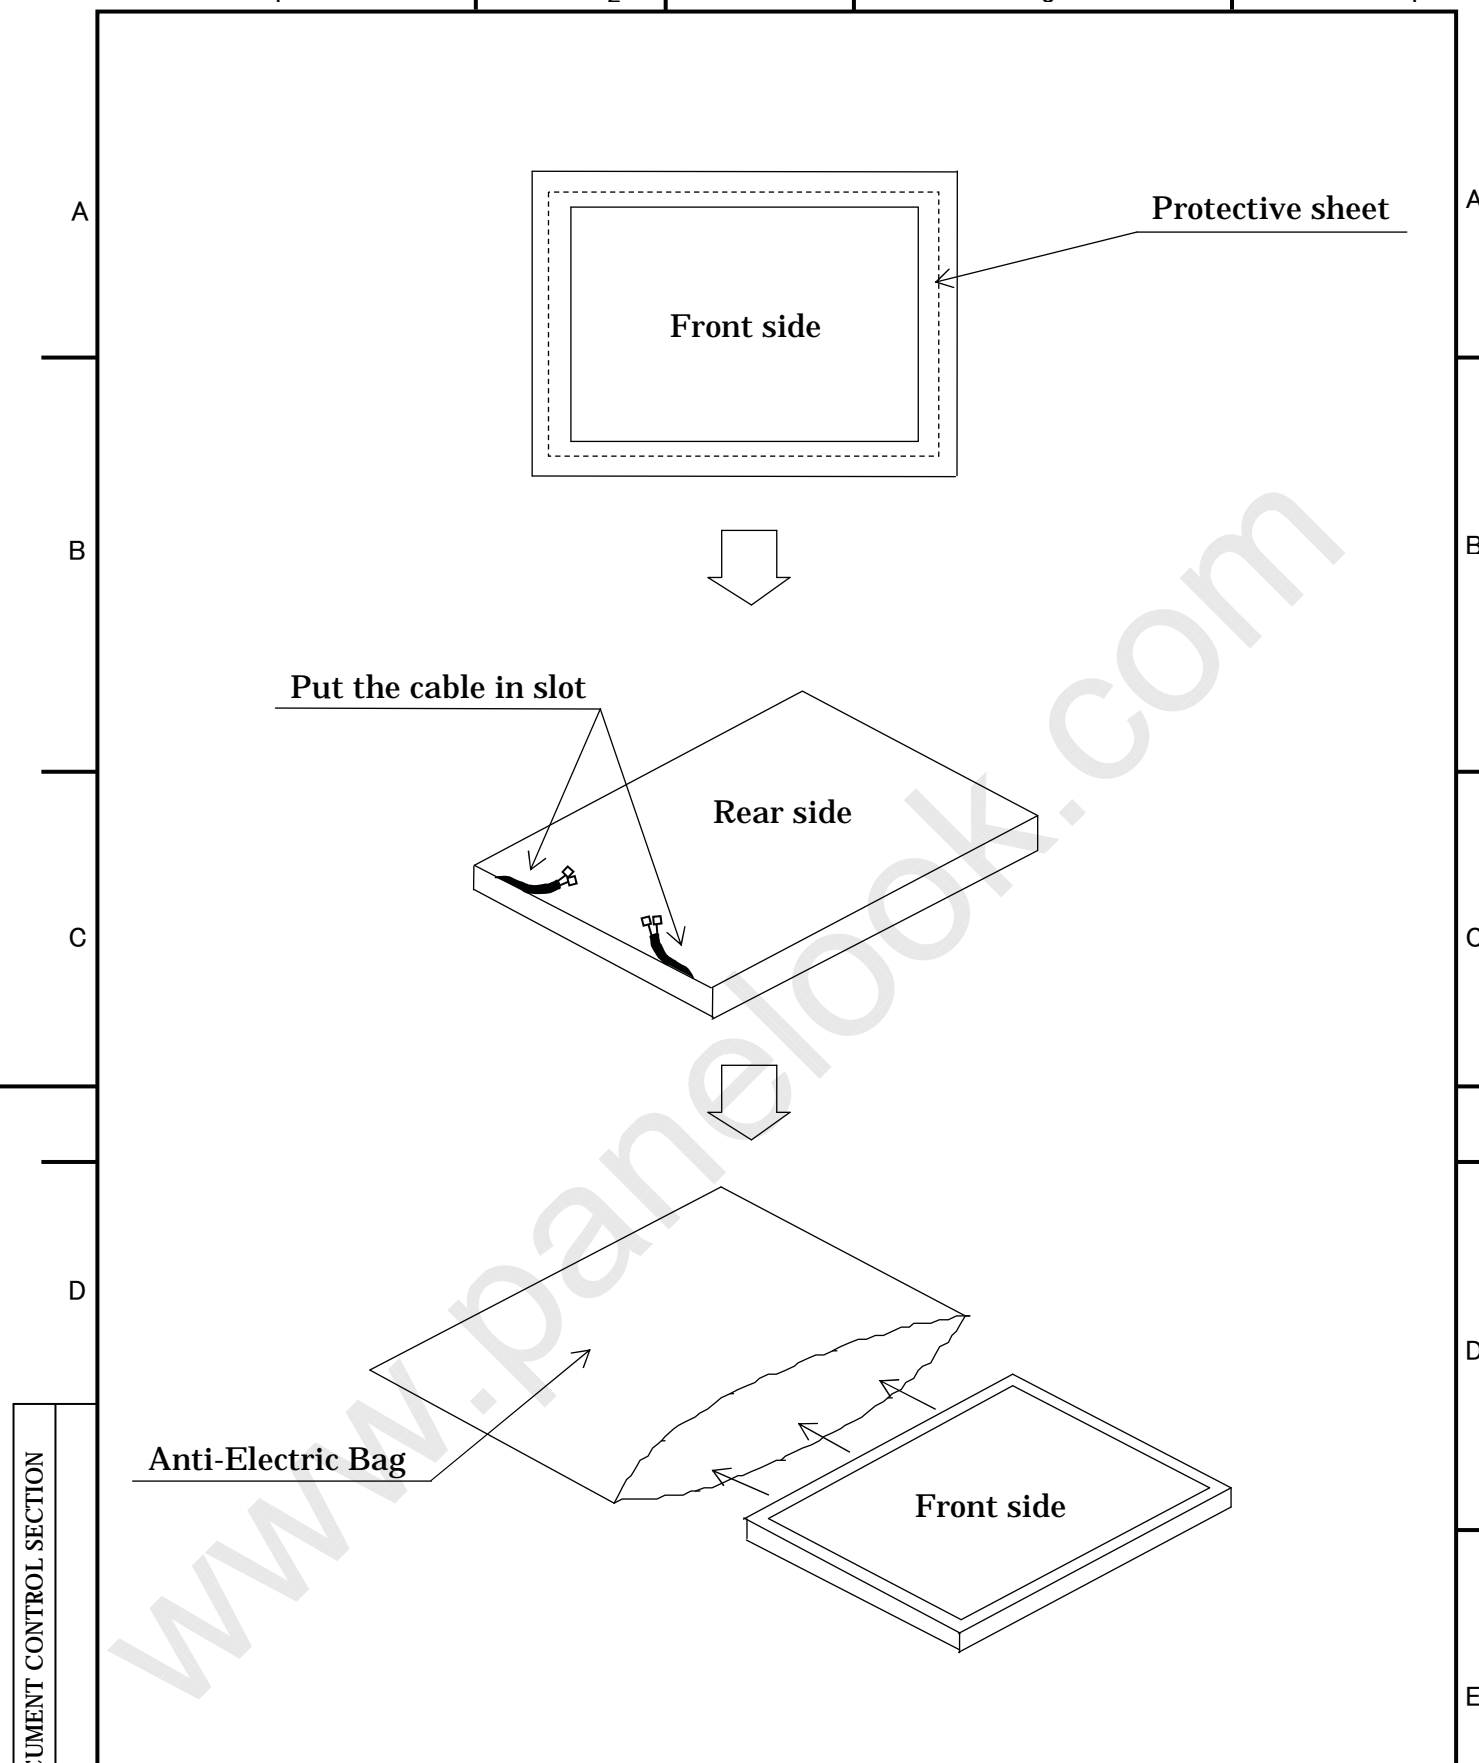 A
A
Protective sheet
Front side
B
B
Put the cable in slot
Rear side
C
C
D
D
Anti-Electric Bag
Front side
CONTROL SECTION
E
www.panelook.com